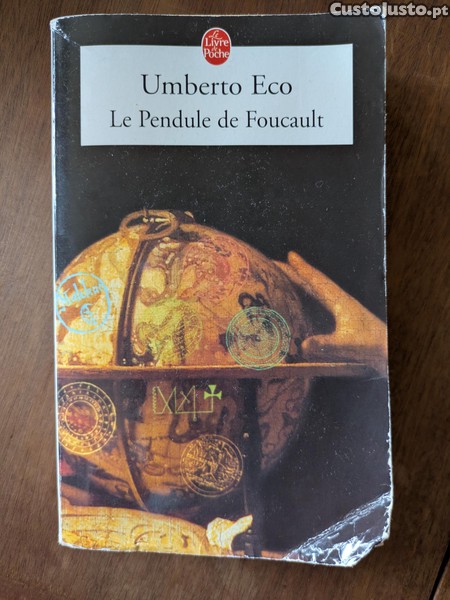 CustoJusto.pt
Le
Livre
de
Poche
Umberto Eco
Le Pendule de Foucault